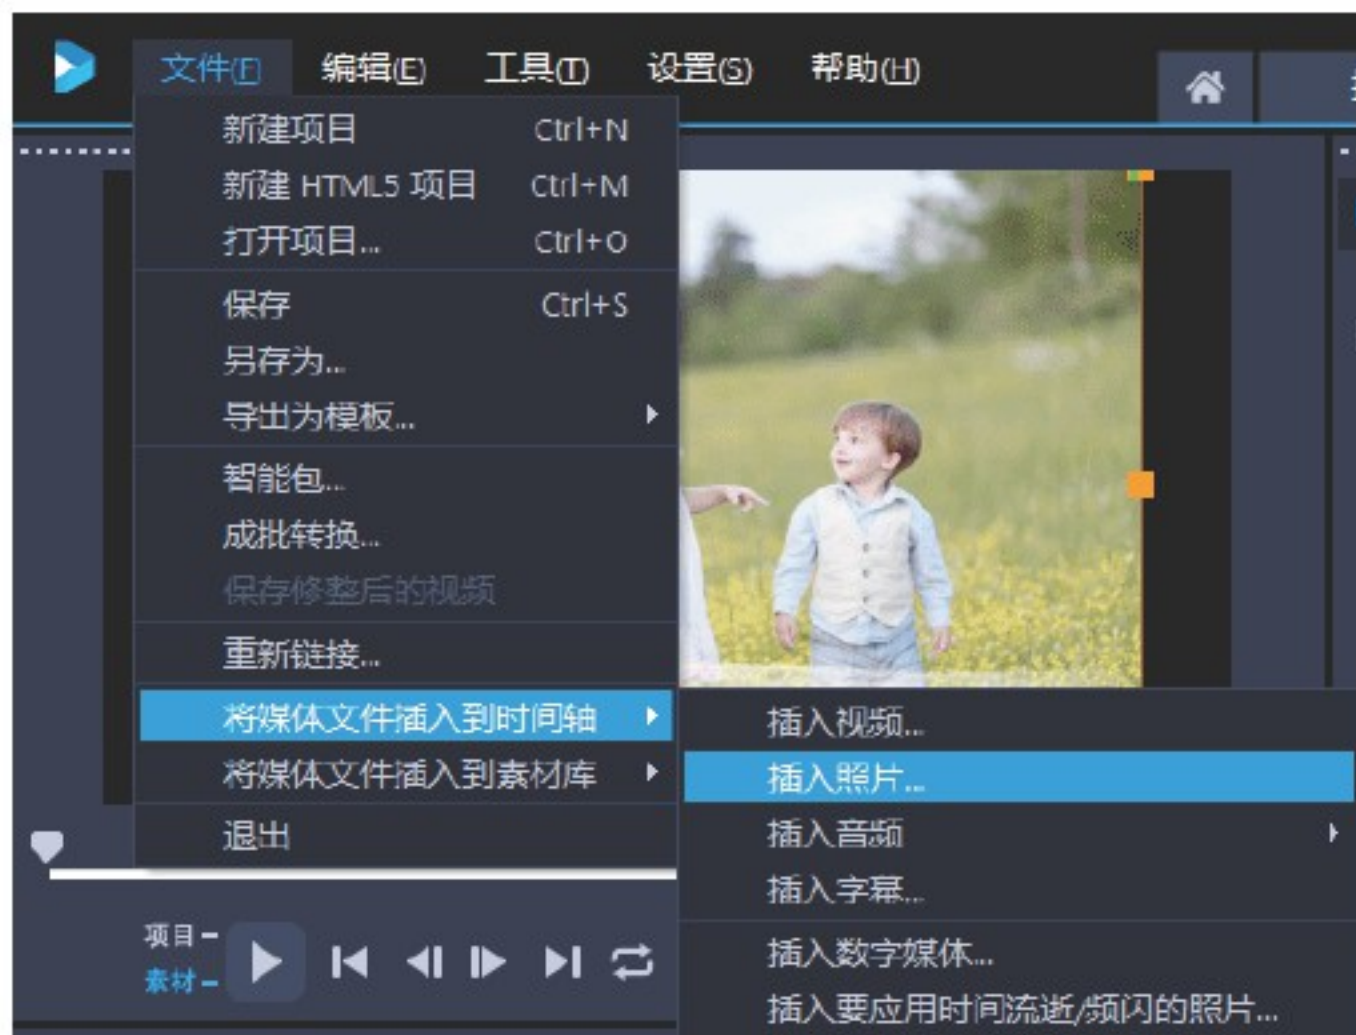 文件(F) 编辑(E) 工具(T) 设置(S) 帮助(H)
新建项目 Ctrl+N
新建 HTML5 项目 Ctrl+M
打开项目... Ctrl+O
保存 Ctrl+S
另存为...
导出为模板...
智能包...
成批转换...
保存修整后的视频
重新链接...
将媒体文件插入到时间轴
将媒体文件插入到素材库
退出
插入视频...
插入照片...
插入音频
插入字幕...
插入数字媒体...
插入要应用时间流逝/频闪的照片...
项目
素材